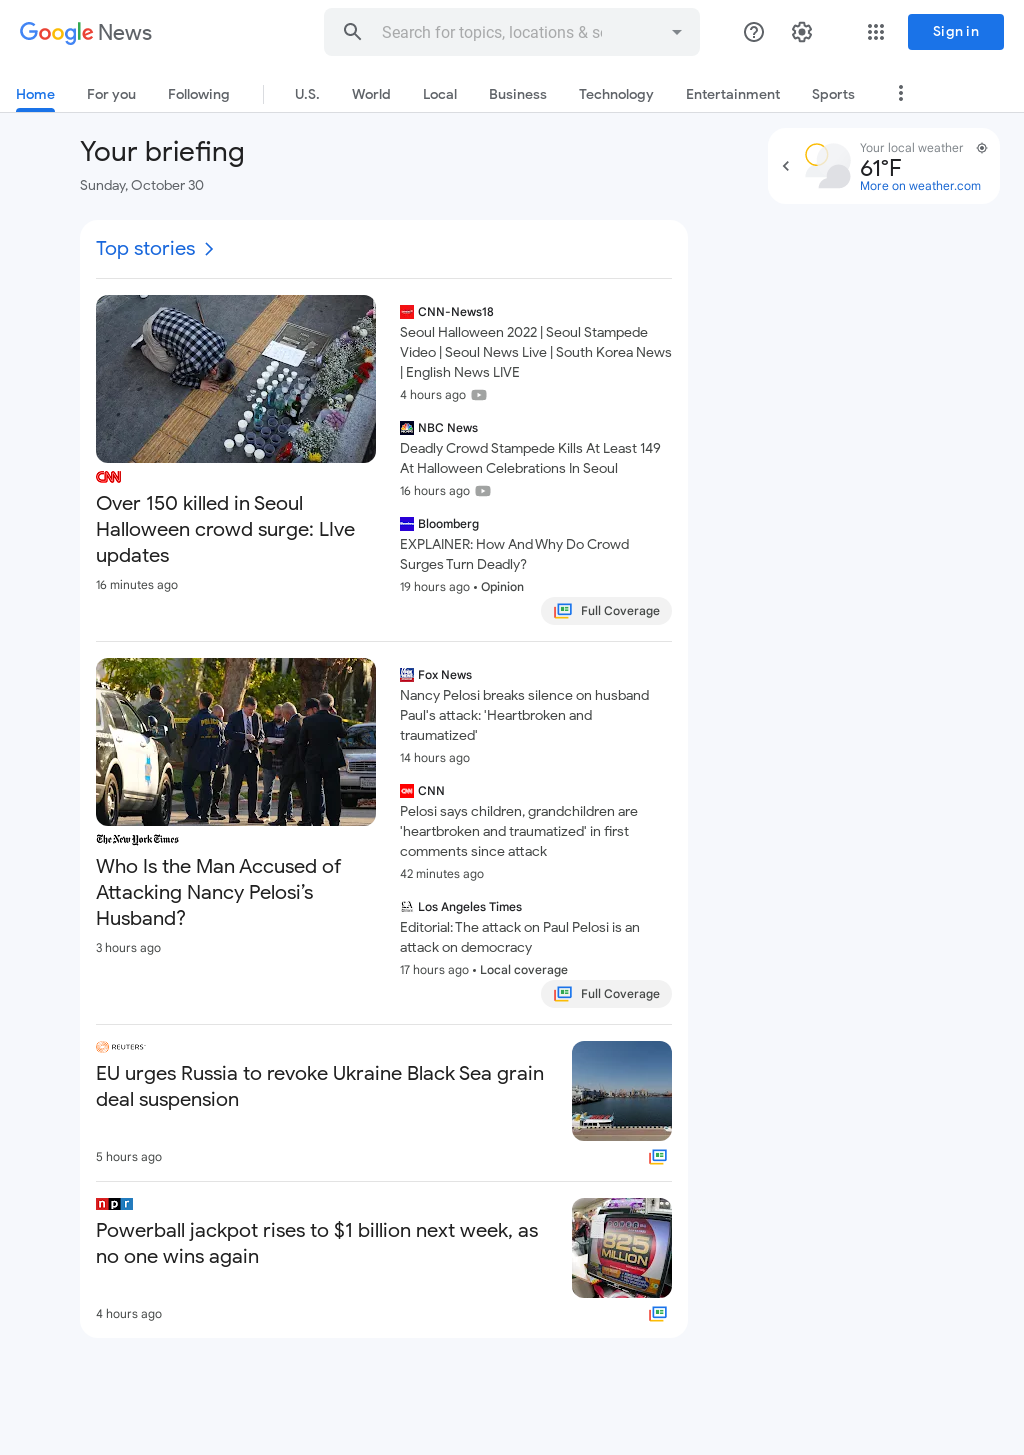 Google News
Search for topics, locations & so
Sign in
Home
For you
Following
U.S.
World
Local
Business
Technology
Entertainment
Sports
Your briefing
Sunday, October 30
Your local weather
61°F
More on weather.com
Top stories
CNN
Over 150 killed in Seoul
Halloween crowd surge: LIve
updates
16 minutes ago
CNN-News18
Seoul Halloween 2022 | Seoul Stampede
Video | Seoul News Live | South Korea News
| English News LIVE
4 hours ago
NBC News
Deadly Crowd Stampede Kills At Least 149
At Halloween Celebrations In Seoul
16 hours ago
Bloomberg
EXPLAINER: How And Why Do Crowd
Surges Turn Deadly?
19 hours ago • Opinion
Full Coverage
POLICE
The New York Times
Who Is the Man Accused of
Attacking Nancy Pelosi’s
Husband?
3 hours ago
Fox News
Nancy Pelosi breaks silence on husband
Paul's attack: 'Heartbroken and
traumatized'
14 hours ago
CNN
CNN
Pelosi says children, grandchildren are
'heartbroken and traumatized' in first
comments since attack
42 minutes ago
Los Angeles Times
Editorial: The attack on Paul Pelosi is an
attack on democracy
17 hours ago • Local coverage
Full Coverage
REUTERS
EU urges Russia to revoke Ukraine Black Sea grain
deal suspension
5 hours ago
npr
Powerball jackpot rises to $1 billion next week, as
no one wins again
4 hours ago
825
MILLION